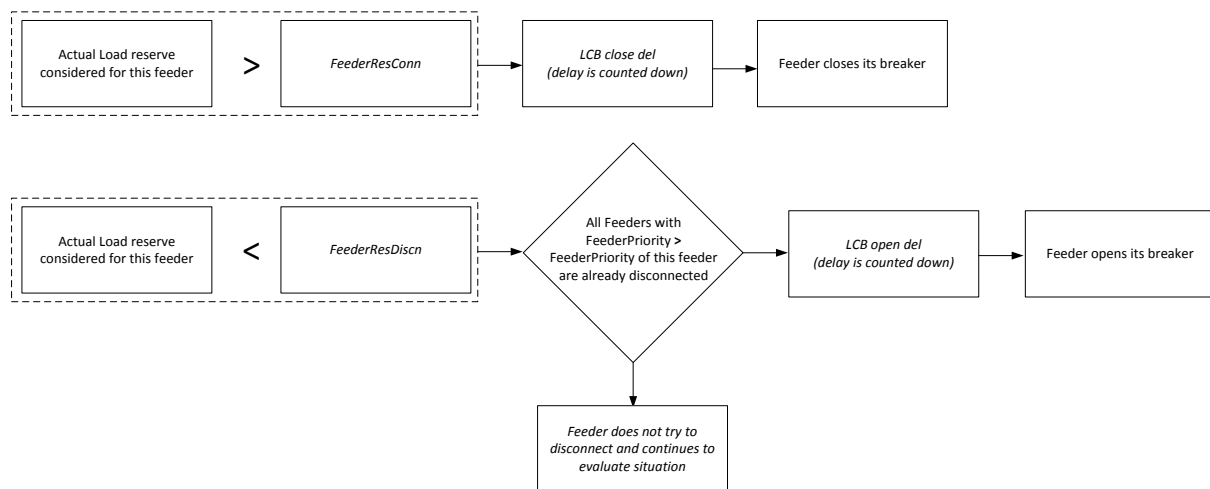 Actual Load reserve
considered for this feeder
>
FeederResConn
LCB close del
(delay is counted down)
Feeder closes its breaker
Actual Load reserve
considered for this feeder
<
FeederResDiscn
All Feeders with
FeederPriority >
FeederPriority of this feeder
are already disconnected
LCB open del
(delay is counted down)
Feeder opens its breaker
Feeder does not try to
disconnect and continues to
evaluate situation